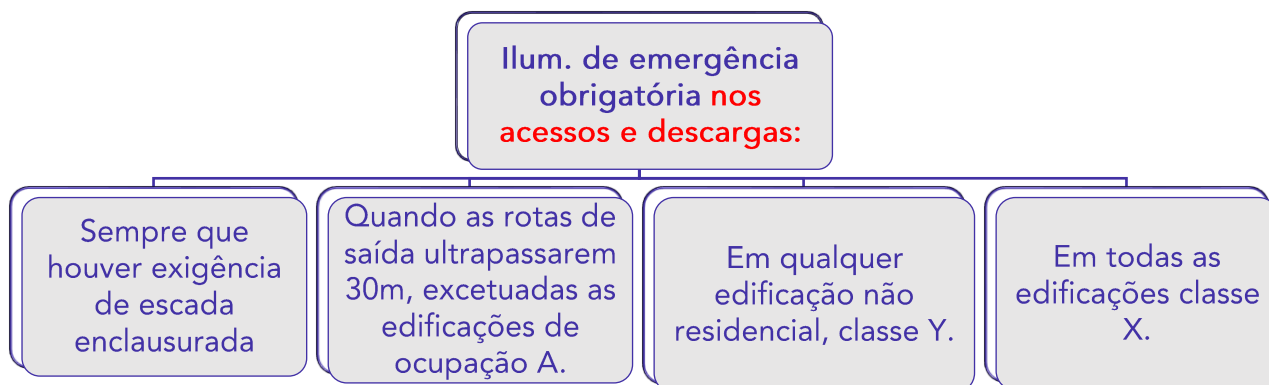 Ilum. de emergência
obrigatória nos
acessos e descargas:
Sempre que
houver exigência
de escada
enclausurada
Quando as rotas de
saída ultrapassarem
30m, excetuadas as
edificações de
ocupação A.
Em qualquer
edificação não
residencial, classe Y.
Em todas as
edificações classe
X.